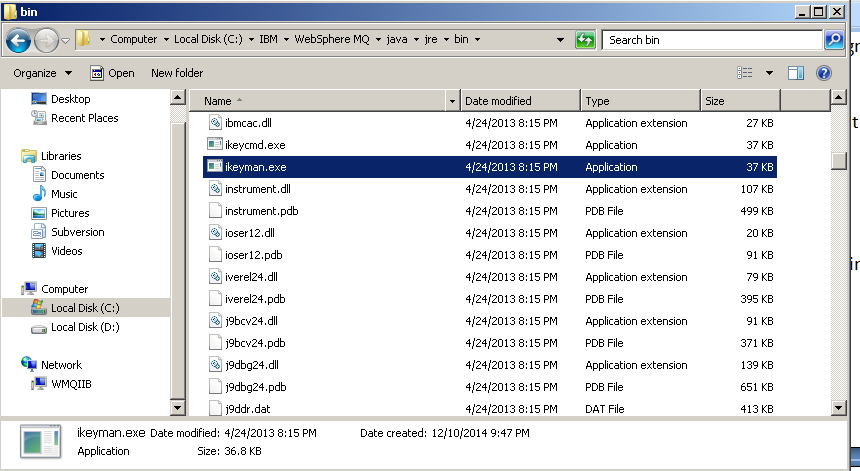 bin
Computer Local Disk (C:) IBM WebSphere MQ java jre bin Search bin
Organize Open New folder
Desktop
Recent Places
Libraries
Documents
Music
Pictures
Subversion
Videos
Computer
Local Disk (C:)
Local Disk (D:)
Network
WMQIIB
Name Date modified Type Size
ibmcac.dll 4/24/2013 8:15 PM Application extension 27 KB
ikeycmd.exe 4/24/2013 8:15 PM Application 37 KB
ikeyman.exe 4/24/2013 8:15 PM Application 37 KB
instrument.dll 4/24/2013 8:15 PM Application extension 107 KB
instrument.pdb 4/24/2013 8:15 PM PDB File 499 KB
ioser12.dll 4/24/2013 8:15 PM Application extension 20 KB
ioser12.pdb 4/24/2013 8:15 PM PDB File 91 KB
iverel24.dll 4/24/2013 8:15 PM Application extension 79 KB
iverel24.pdb 4/24/2013 8:15 PM PDB File 395 KB
j9bcv24.dll 4/24/2013 8:15 PM Application extension 91 KB
j9bcv24.pdb 4/24/2013 8:15 PM PDB File 371 KB
j9dbg24.dll 4/24/2013 8:15 PM Application extension 139 KB
j9dbg24.pdb 4/24/2013 8:15 PM PDB File 651 KB
j9ddr.dat 4/24/2013 8:15 PM DAT File 413 KB
ikeyman.exe Date modified: 4/24/2013 8:15 PM Date created: 12/10/2014 9:47 PM
Application Size: 36.8 KB